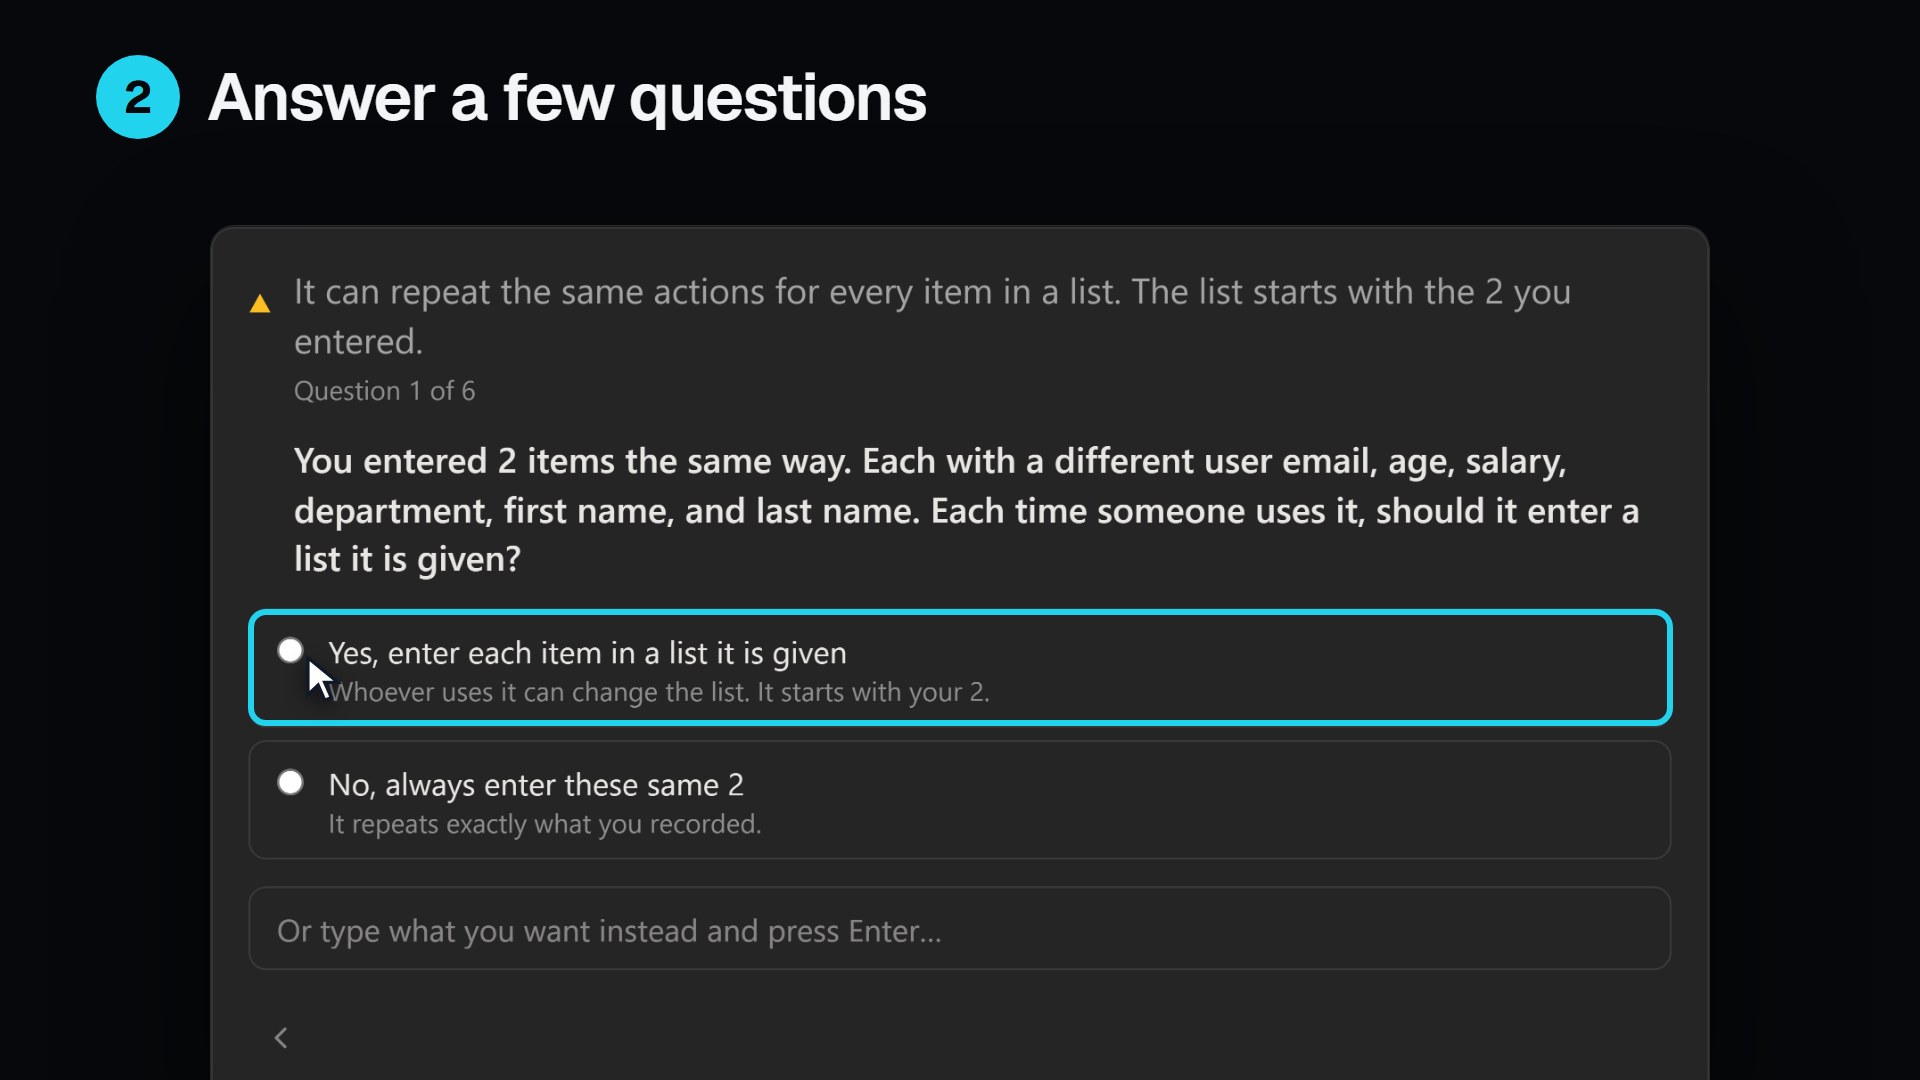 2 Answer a few questions
It can repeat the same actions for every item in a list. The list starts with the 2 you
entered.
Question 1 of 6
You entered 2 items the same way. Each with a different user email, age, salary,
department, first name, and last name. Each time someone uses it, should it enter a
list it is given?
Yes, enter each item in a list it is given
Whoever uses it can change the list. It starts with your 2.
No, always enter these same 2
It repeats exactly what you recorded.
Or type what you want instead and press Enter...